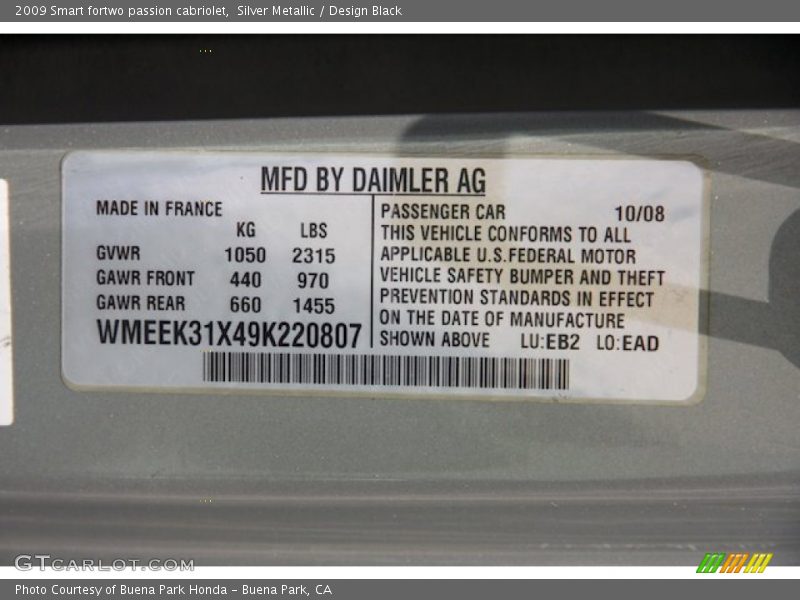 2009 Smart fortwo passion cabriolet,  Silver Metallic / Design Black
MFD BY DAIMLER AG
MADE IN FRANCE
KG LBS
GVWR 1050 2315
GAWR FRONT 440 970
GAWR REAR 660 1455
WMEEK31X49K220807
PASSENGER CAR 10/08
THIS VEHICLE CONFORMS TO ALL
APPLICABLE U.S.FEDERAL MOTOR
VEHICLE SAFETY BUMPER AND THEFT
PREVENTION STANDARDS IN EFFECT
ON THE DATE OF MANUFACTURE
SHOWN ABOVE LU:EB2 LO:EAD
GTCARLOT.COM
Photo Courtesy of Buena Park Honda - Buena Park, CA